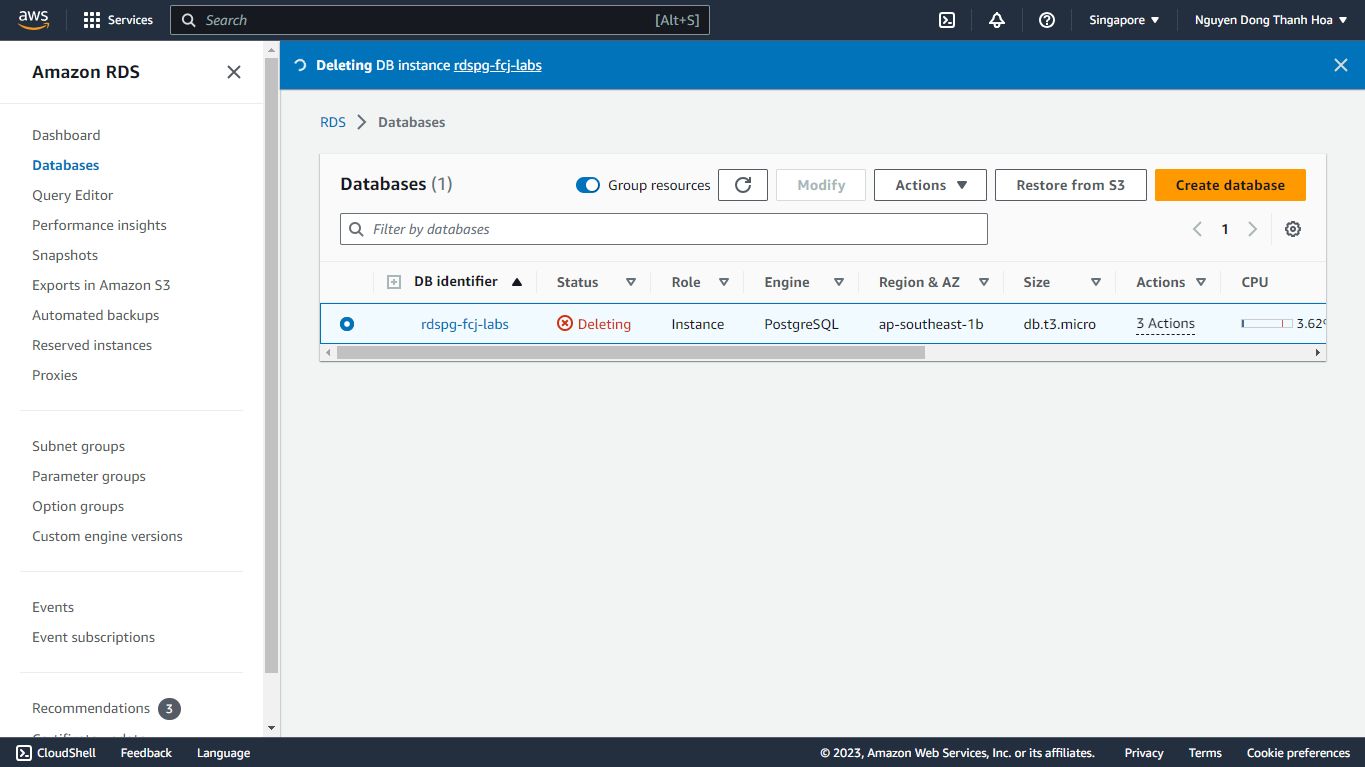 aws Services Search [Alt+S] Singapore Nguyen Dong Thanh Hoa
Amazon RDS
Deleting DB instance rdspg-fcj-labs
Dashboard
Databases
Query Editor
Performance insights
Snapshots
Exports in Amazon S3
Automated backups
Reserved instances
Proxies
Subnet groups
Parameter groups
Option groups
Custom engine versions
Events
Event subscriptions
Recommendations 3
RDS Databases
Databases (1) Group resources Modify Actions Restore from S3 Create database
Filter by databases 1
DB identifier Status Role Engine Region & AZ Size Actions CPU
rdspg-fcj-labs Deleting Instance PostgreSQL ap-southeast-1b db.t3.micro 3 Actions 3.62%
CloudShell Feedback Language © 2023, Amazon Web Services, Inc. or its affiliates. Privacy Terms Cookie preferences